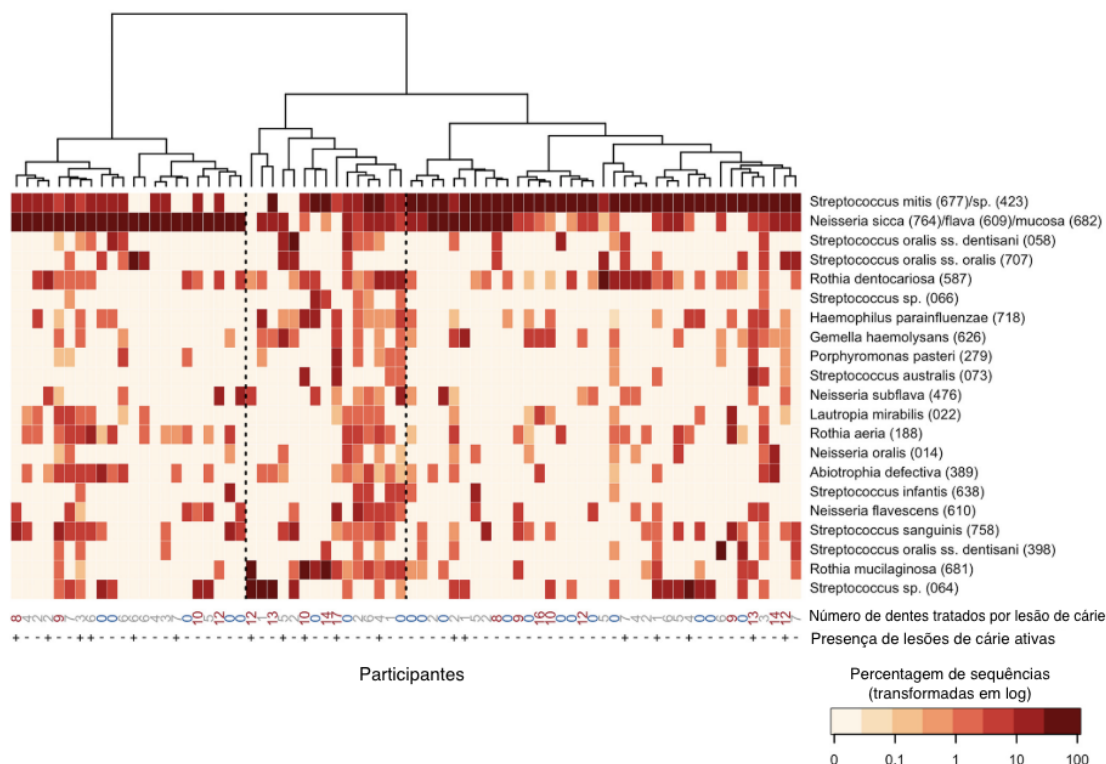 Streptococcus mitis (677)/sp. (423)
Neisseria sicca (764)/flava (609)/mucosa (682)
Streptococcus oralis ss. dentisani (058)
Streptococcus oralis ss. oralis (707)
Rothia dentocariosa (587)
Streptococcus sp. (066)
Haemophilus parainfluenzae (718)
Gemella haemolysans (626)
Porphyromonas pasteri (279)
Streptococcus australis (073)
Neisseria subflava (476)
Lautropia mirabilis (022)
Rothia aeria (188)
Neisseria oralis (014)
Abiotrophia defectiva (389)
Streptococcus infantis (638)
Neisseria flavescens (610)
Streptococcus sanguinis (758)
Streptococcus oralis ss. dentisani (398)
Rothia mucilaginosa (681)
Streptococcus sp. (064)
Número de dentes tratados por lesão de cárie
Presença de lesões de cárie ativas
Participantes
Percentagem de sequências
(transformadas em log)
0 0.1 1 10 100